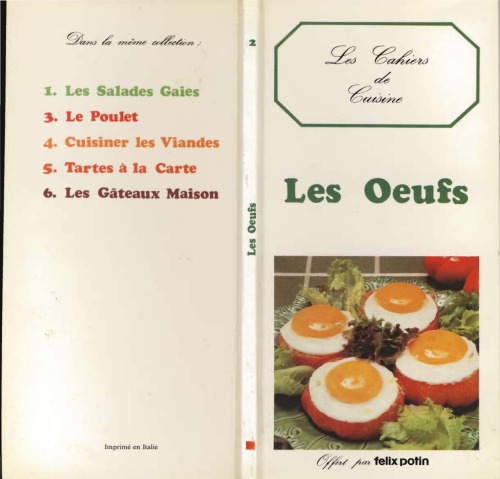 Dans la même collection :
1. Les Salades Gaies
3. Le Poulet
4. Cuisiner les Viandes
5. Tartes à la Carte
6. Les Gâteaux Maison
Imprimé en Italie
2
Les Oeufs
Les Cahiers
de
Cuisine
Les Oeufs
Offert par felix potin